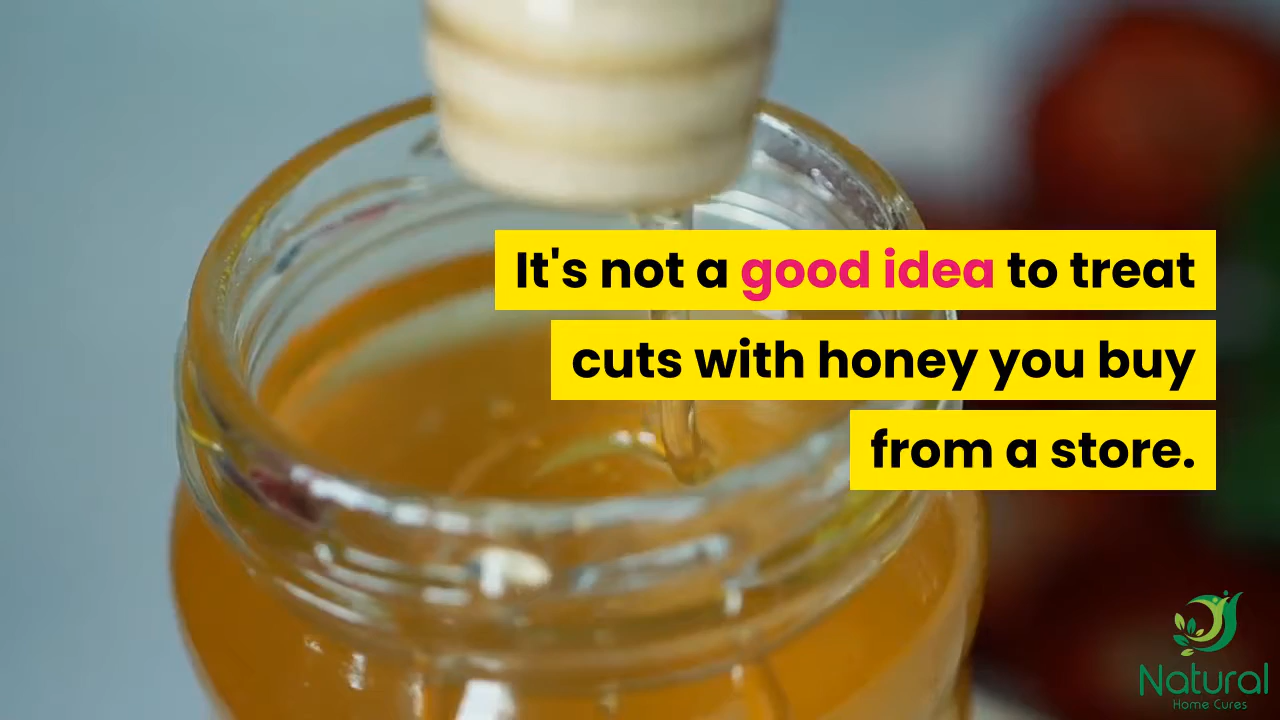 It's not a good idea to treat
cuts with honey you buy
from a store.
Natural
Home Cures